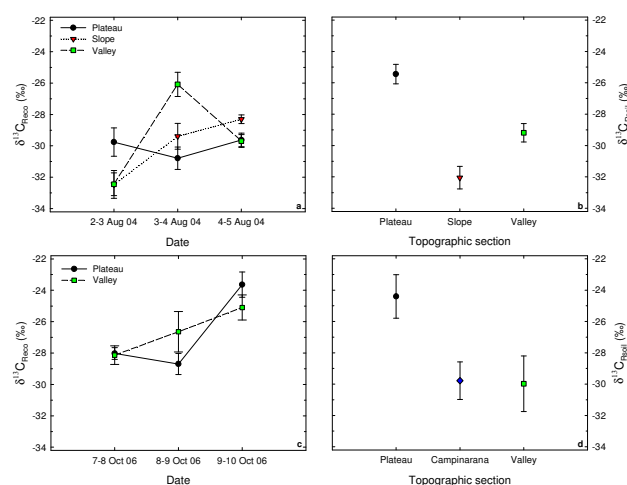 -22
-24
-26
-28
-30
-32
-34
δ13CReco (‰)
Plateau
Slope
Valley
2-3 Aug 04
3-4 Aug 04
4-5 Aug 04
a
Date
-22
-24
-26
-28
-30
-32
-34
(‰)
Plateau
Slope
Valley
b
Topographic section
-22
-24
-26
-28
-30
-32
-34
δ13CReco (‰)
Plateau
Valley
7-8 Oct 06
8-9 Oct 06
9-10 Oct 06
c
Date
-22
-24
-26
-28
-30
-32
-34
δ13CRsoil (‰)
Plateau
Campinarana
Valley
d
Topographic section